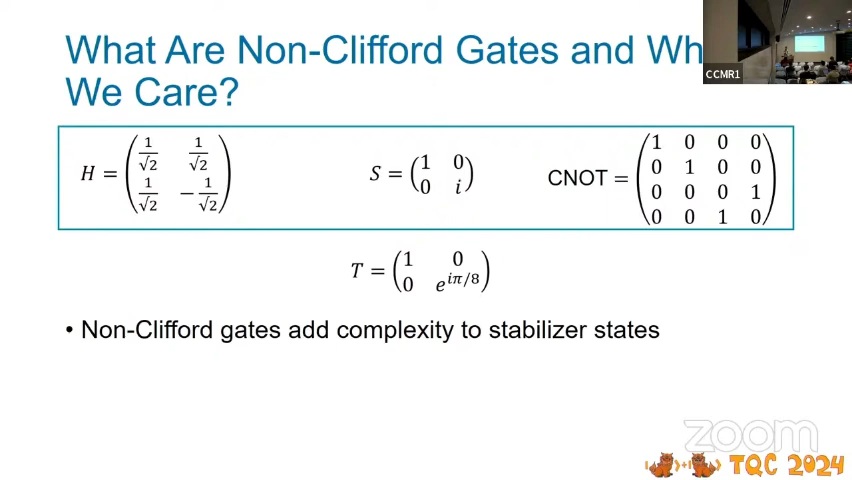 What Are Non-Clifford Gates and Wh
We Care?
CCMR1
H = (1/√2 1/√2
1/√2 −1/√2)
S = (1 0
0 i)
CNOT = (1 0 0 0
0 1 0 0
0 0 0 1
0 0 1 0)
T = (1 0
0 e^{iπ/8})
• Non-Clifford gates add complexity to stabilizer states
zoom
TQC 2024